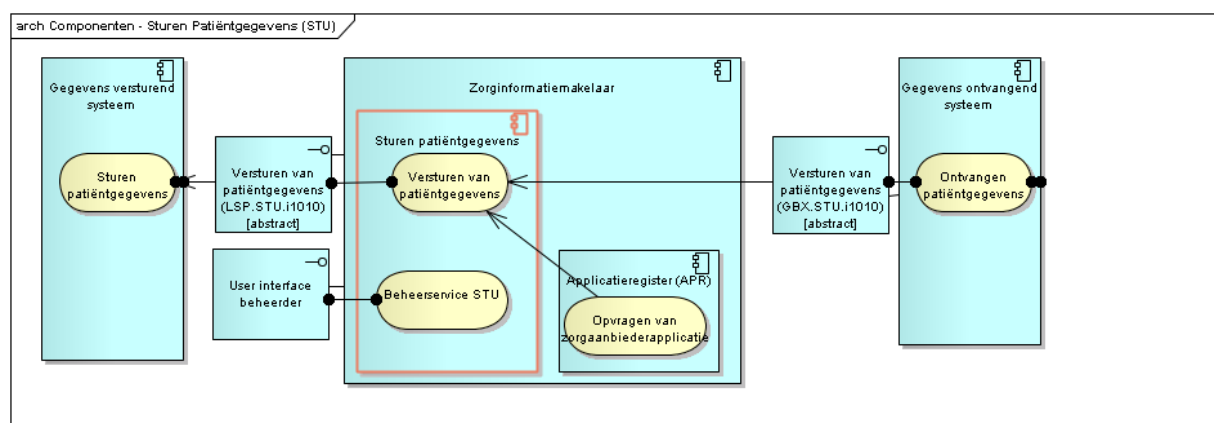 arch Componenten - Sturen Patiëntgegevens (STU)
Gegevens versturend
systeem
Sturen
patiëntgegevens
Versturen van
patiëntgegevens
(LSP.STU.i1010)
[abstract]
User interface
beheerder
Zorginformatiemakelaar
Sturen patiëntgegevens
Versturen van
patiëntgegevens
Beheerservice STU
Applicatieregister (APR)
Opvragen van
zorgaanbiederapplicatie
Versturen van
patiëntgegevens
(GBX.STU.i1010)
[abstract]
Gegevens ontvangend
systeem
Ontvangen
patiëntgegevens